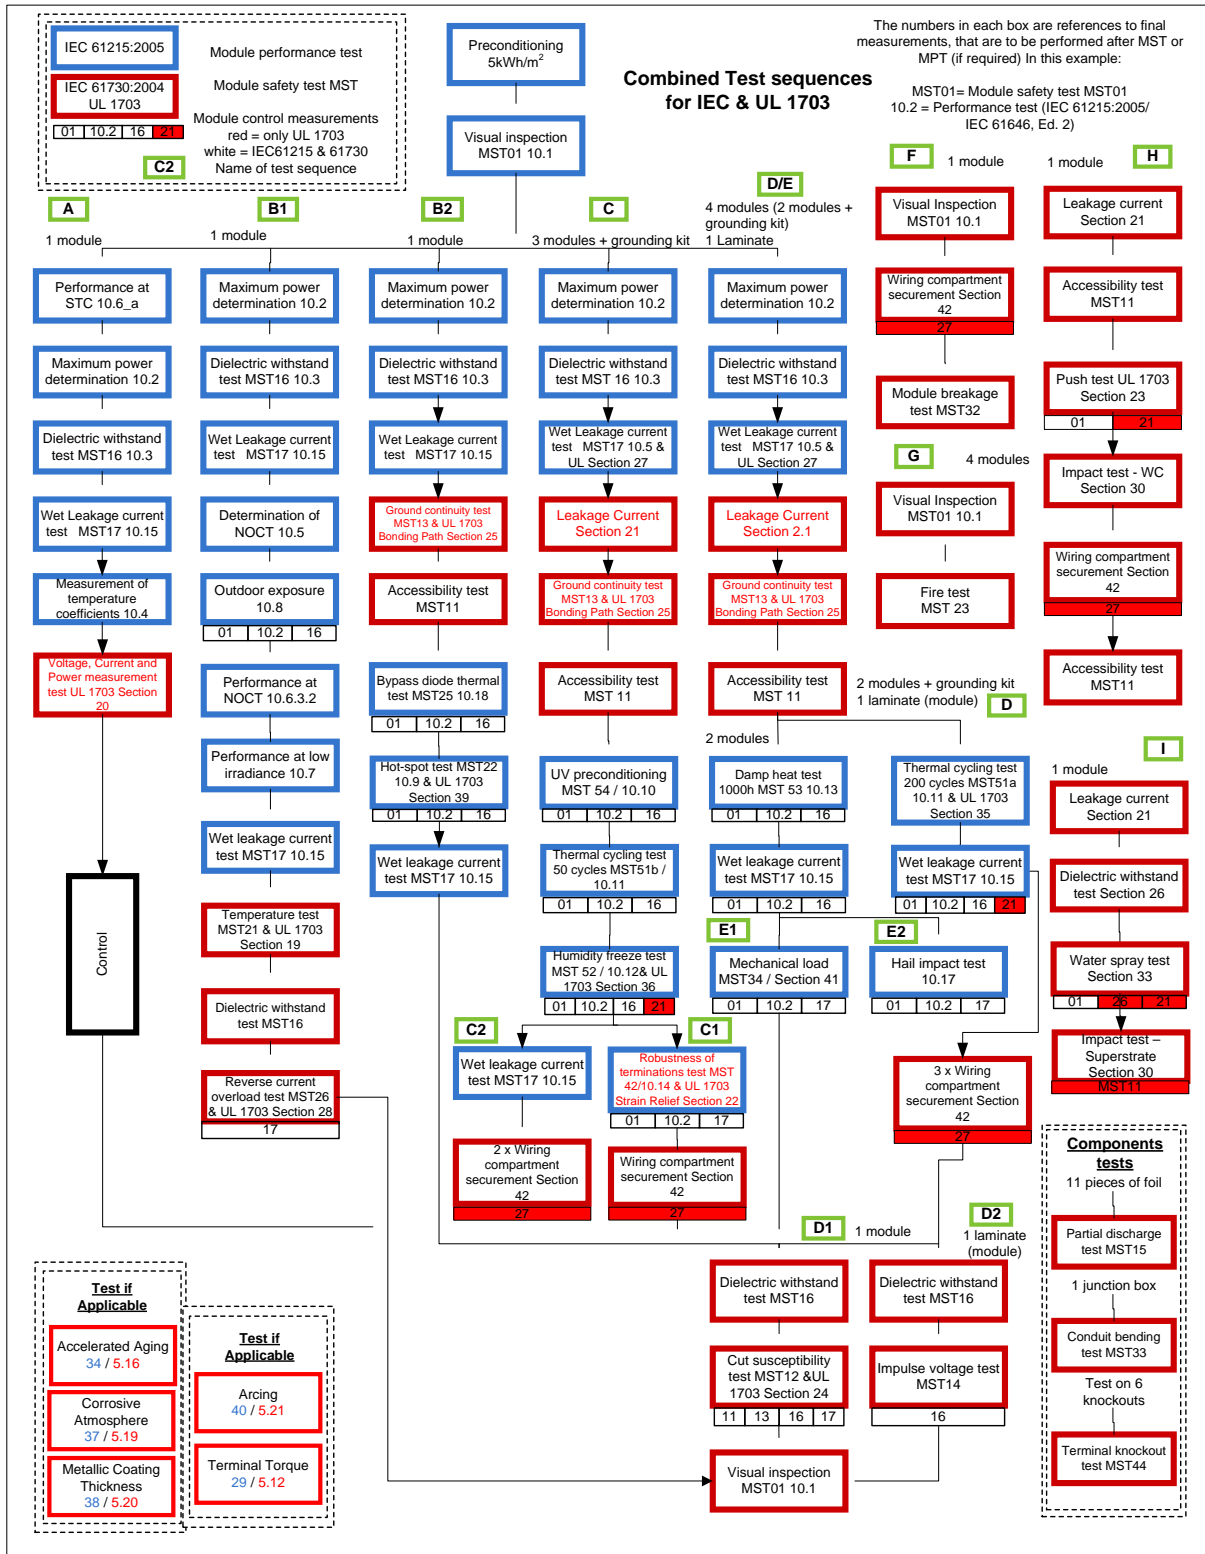 IEC 61215:2005
Module performance test
IEC 61730:2004
UL 1703
Module safety test MST
01 10.2 16 21
Module control measurements
red = only UL 1703
white = IEC61215 & 61730
C2
Name of test sequence
Preconditioning
5kWh/m²
Combined Test sequences
for IEC & UL 1703
The numbers in each box are references to final
measurements, that are to be performed after MST or
MPT (if required) In this example:
MST01= Module safety test MST01
10.2 = Performance test (IEC 61215:2005/
IEC 61646, Ed. 2)
Visual inspection
MST01 10.1
A
1 module
Performance at
STC 10.6_a
Maximum power
determination 10.2
Dielectric withstand
test MST16 10.3
Wet Leakage current
test MST17 10.15
Measurement of
temperature
coefficients 10.4
Voltage, Current and
Power measurement
test UL 1703 Section
20
Control
B1
1 module
Maximum power
determination 10.2
Dielectric withstand
test MST16 10.3
Wet Leakage current
test MST17 10.15
Determination of
NOCT 10.5
Outdoor exposure
10.8
01 10.2 16
Performance at
NOCT 10.6.3.2
Performance at low
irradiance 10.7
Wet leakage current
test MST17 10.15
Temperature test
MST21 & UL 1703
Section 19
Dielectric withstand
test MST16
Reverse current
overload test MST26
& UL 1703 Section 28
17
B2
1 module
Maximum power
determination 10.2
Dielectric withstand
test MST16 10.3
Wet Leakage current
test MST17 10.15
Ground continuity test
MST13 & UL 1703
Bonding Path Section 25
Accessibility test
MST11
Bypass diode thermal
test MST25 10.18
01 10.2 16
Hot-spot test MST22
10.9 & UL 1703
Section 39
01 10.2 16
Wet leakage current
test MST17 10.15
C
3 modules + grounding kit
Maximum power
determination 10.2
Dielectric withstand
test MST 16 10.3
Wet Leakage current
test MST17 10.5 &
UL Section 27
Leakage Current
Section 21
Ground continuity test
MST13 & UL 1703
Bonding Path Section 25
Accessibility test
MST 11
UV preconditioning
MST 54 / 10.10
01 10.2 16
Thermal cycling test
50 cycles MST51b /
10.11
01 10.2 16
Humidity freeze test
MST 52 / 10.12& UL
1703 Section 36
01 10.2 16 21
C2
Wet leakage current
test MST17 10.15
2 x Wiring
compartment
securement Section
42
27
C1
Robustness of
terminations test MST
42/10.14 & UL 1703
Strain Relief Section 22
01 10.2 17
Wiring compartment
securement Section
42
27
D/E
4 modules (2 modules +
grounding kit)
1 Laminate
Maximum power
determination 10.2
Dielectric withstand
test MST16 10.3
Wet Leakage current
test MST17 10.5 &
UL Section 27
Leakage Current
Section 2.1
Ground continuity test
MST13 & UL 1703
Bonding Path Section 25
Accessibility test
MST 11
2 modules
Damp heat test
1000h MST 53 10.13
01 10.2 16
Wet leakage current
test MST17 10.15
01 10.2 16
E1
Mechanical load
MST34 / Section 41
01 10.2 17
E2
Hail impact test
10.17
01 10.2 17
2 modules + grounding kit
1 laminate (module)
D
Thermal cycling test
200 cycles MST51a
10.11 & UL 1703
Section 35
Wet leakage current
test MST17 10.15
01 10.2 16 21
3 x Wiring
compartment
securement Section
42
27
D1
1 module
Dielectric withstand
test MST16
Cut susceptibility
test MST12 &UL
1703 Section 24
11 13 16 17
Visual inspection
MST01 10.1
D2
1 laminate
(module)
Dielectric withstand
test MST16
Impulse voltage test
MST14
16
F
1 module
Visual Inspection
MST01 10.1
Wiring compartment
securement Section
42
27
Module breakage
test MST32
G
4 modules
Visual Inspection
MST01 10.1
Fire test
MST 23
1 module
H
Leakage current
Section 21
Accessibility test
MST11
Push test UL 1703
Section 23
01 21
Impact test - WC
Section 30
Wiring compartment
securement Section
42
27
Accessibility test
MST11
I
1 module
Leakage current
Section 21
Dielectric withstand
test Section 26
Water spray test
Section 33
01 26 21
Impact test –
Superstrate
Section 30
MST11
Components
tests
11 pieces of foil
Partial discharge
test MST15
1 junction box
Conduit bending
test MST33
Test on 6
knockouts
Terminal knockout
test MST44
Test if
Applicable
Accelerated Aging
34 / 5.16
Corrosive
Atmosphere
37 / 5.19
Metallic Coating
Thickness
38 / 5.20
Test if
Applicable
Arcing
40 / 5.21
Terminal Torque
29 / 5.12